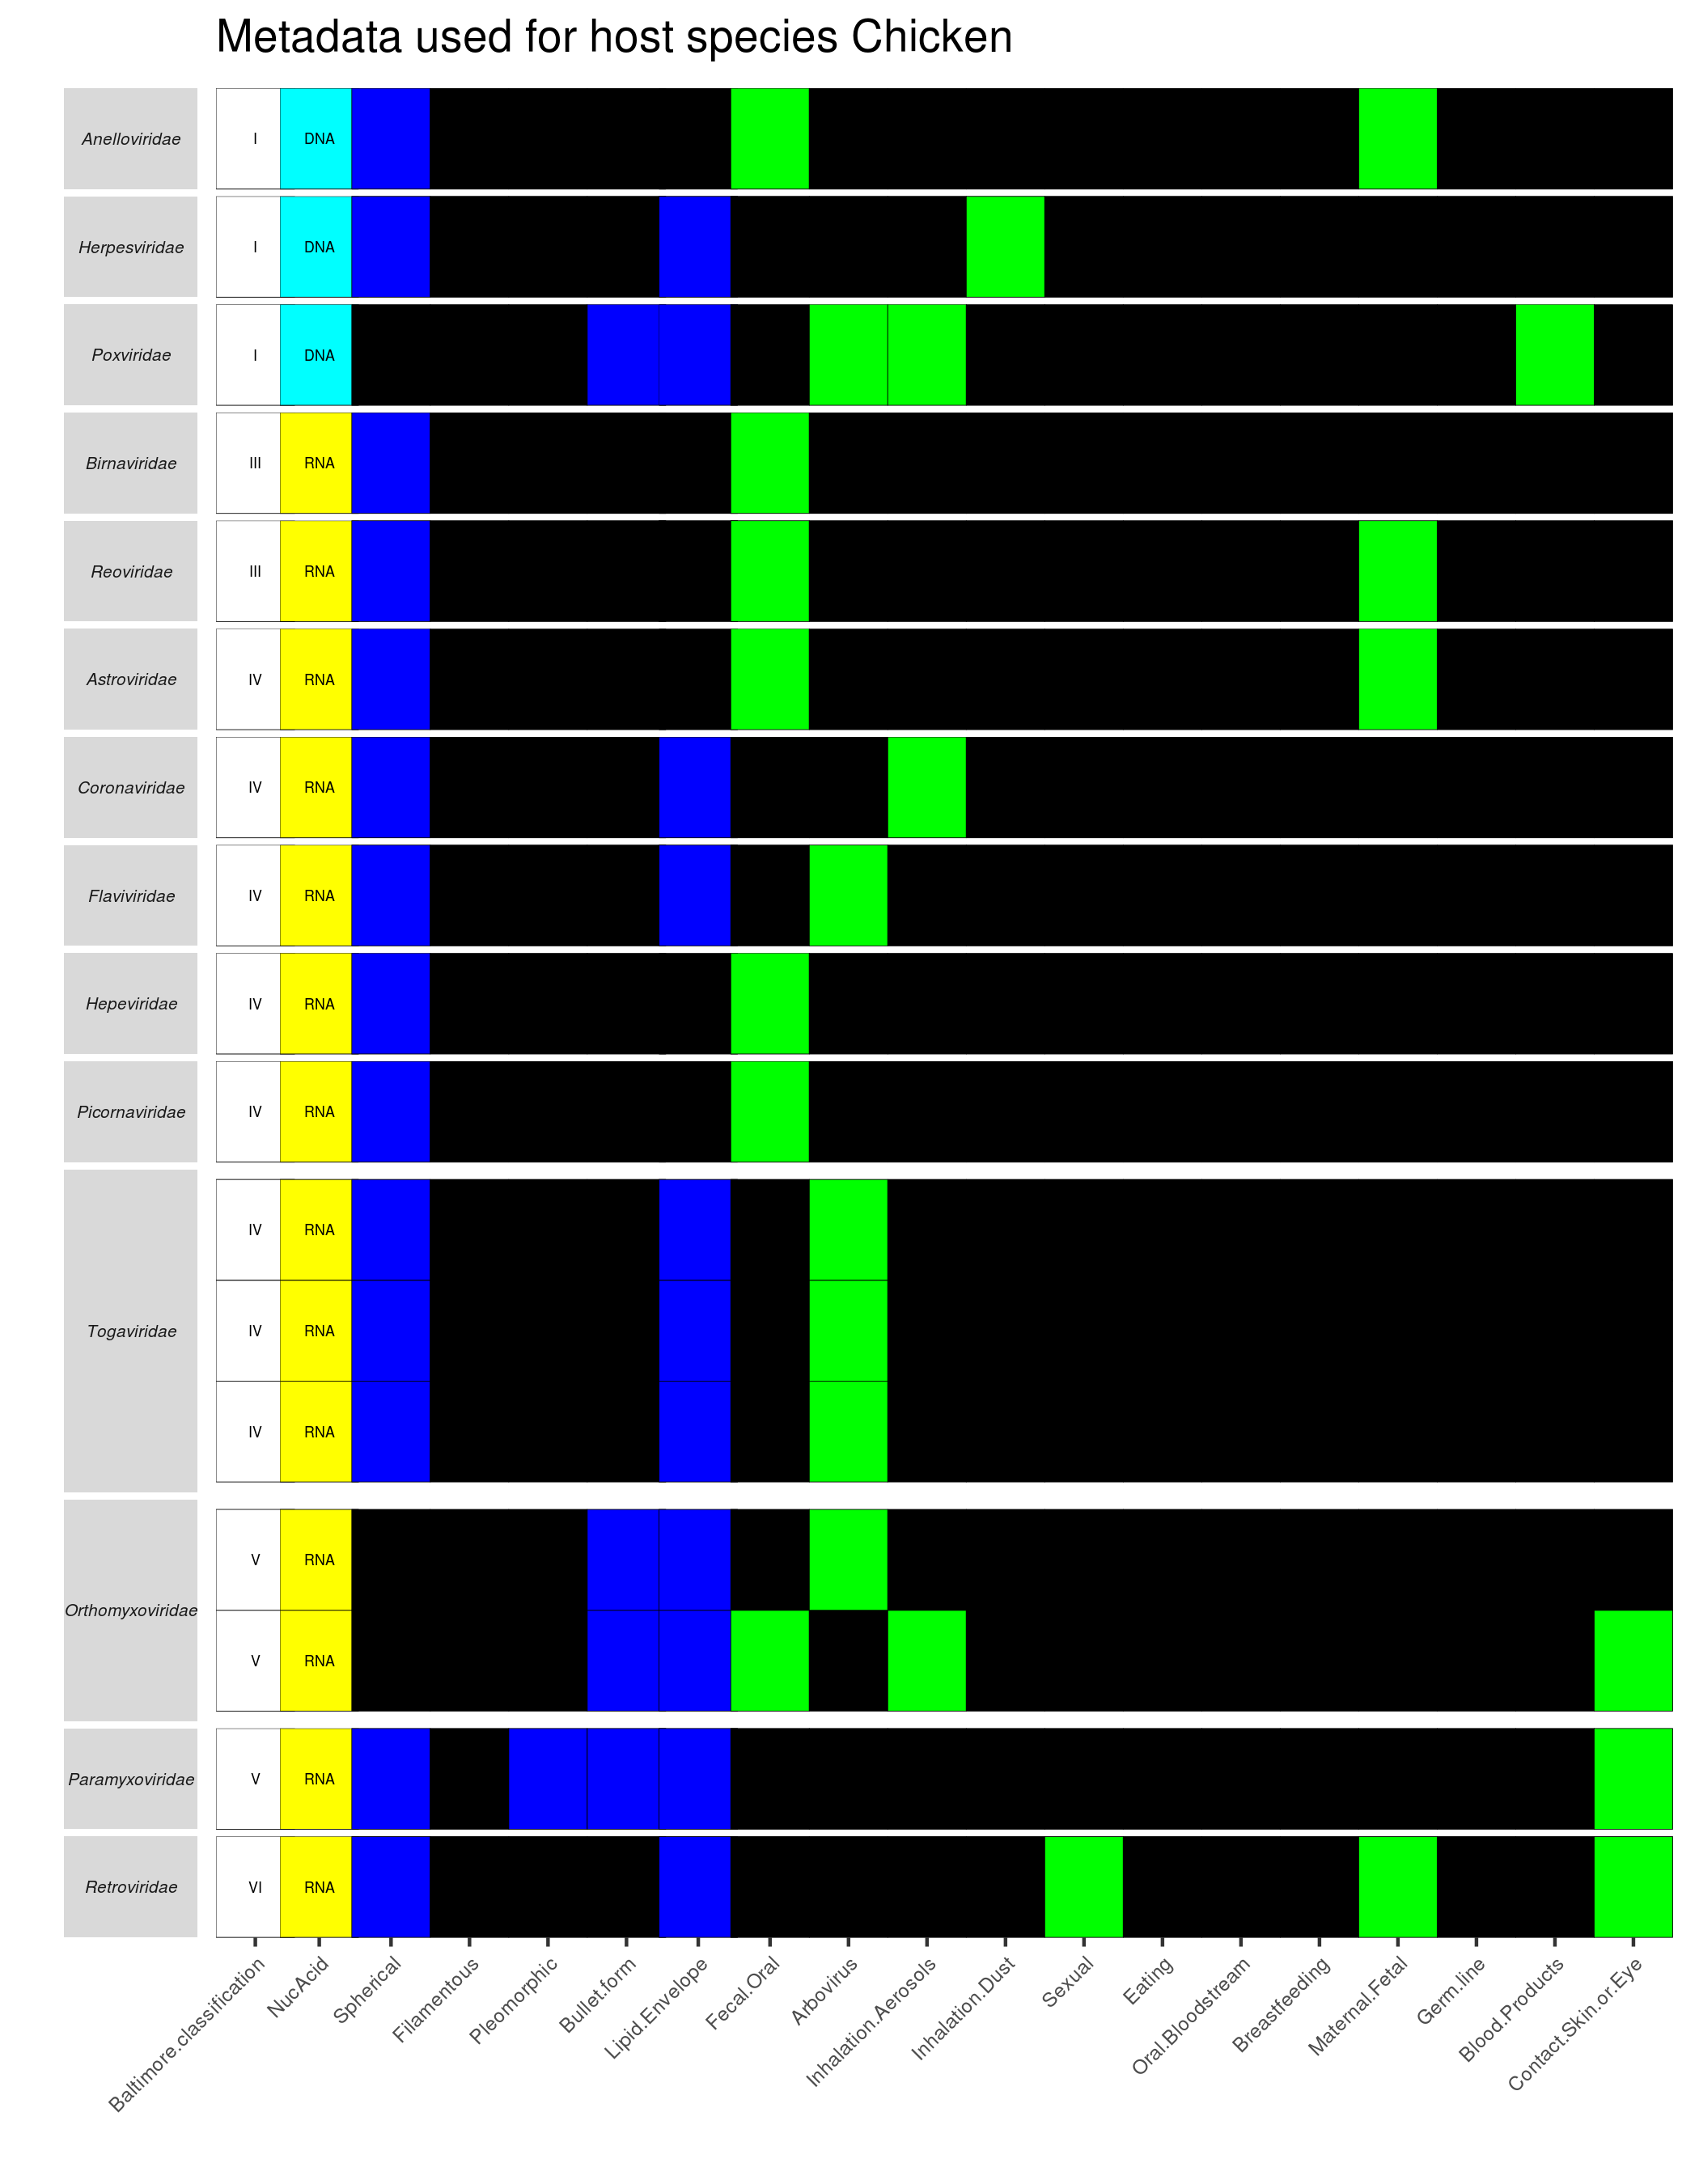 Metadata used for host species Chicken
Anelloviridae I DNA
Herpesviridae I DNA
Poxviridae I DNA
Birnaviridae III RNA
Reoviridae III RNA
Astroviridae IV RNA
Coronaviridae IV RNA
Flaviviridae IV RNA
Hepeviridae IV RNA
Picornaviridae IV RNA
IV RNA
Togaviridae IV RNA
IV RNA
V RNA
Orthomyxoviridae
V RNA
Paramyxoviridae V RNA
Retroviridae VI RNA
Baltimore.classification
NucAcid
Spherical
Filamentous
Pleomorphic
Bullet.form
Lipid.Envelope
Fecal.Oral
Arbovirus
Inhalation.Aerosols
Inhalation.Dust
Sexual
Eating
Oral.Bloodstream
Breastfeeding
Maternal.Fetal
Germ.line
Blood.Products
Contact.Skin.or.Eye